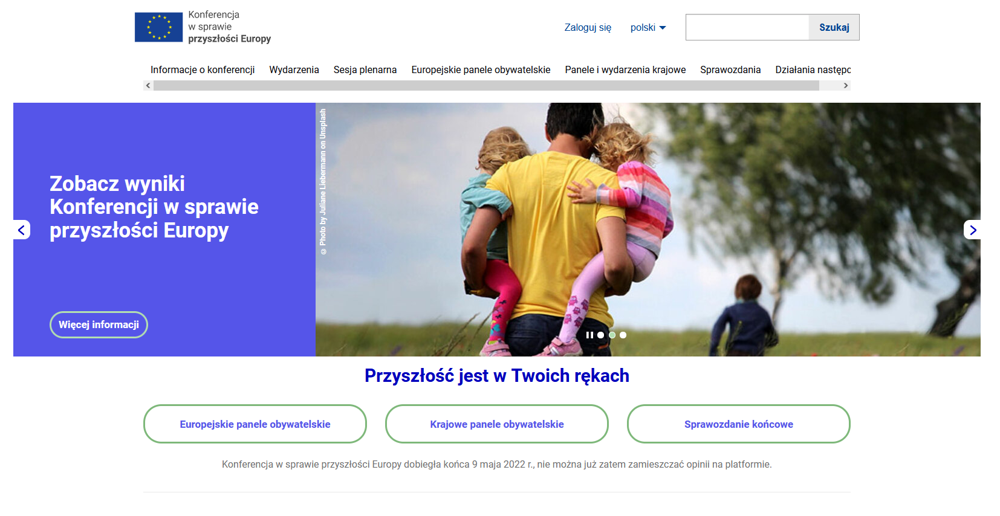 Konferencja
w sprawie
przyszłości Europy
Zaloguj się
polski
Szukaj
Informacje o konferencji
Wydarzenia
Sesja plenarna
Europejskie panele obywatelskie
Panele i wydarzenia krajowe
Sprawozdania
Działania następc
Zobacz wyniki
Konferencji w sprawie
przyszłości Europy
Więcej informacji
© Photo by Juliane Liebermann on Unsplash
Przyszłość jest w Twoich rękach
Europejskie panele obywatelskie
Krajowe panele obywatelskie
Sprawozdanie końcowe
Konferencja w sprawie przyszłości Europy dobiegła końca 9 maja 2022 r., nie można już zatem zamieszczać opinii na platformie.